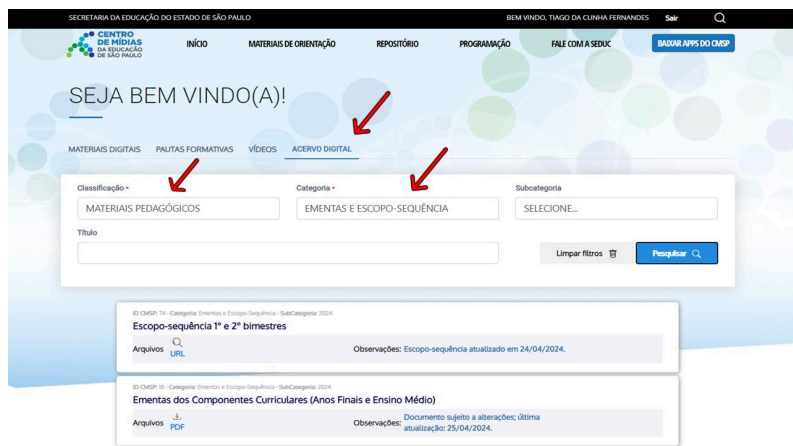 SECRETARIA DA EDUCAÇÃO DO ESTADO DE SÃO PAULO
BEM VINDO, TIAGO DA CUNHA FERNANDES Sair
CENTRO
DE MÍDIAS
DA EDUCAÇÃO
DE SÃO PAULO
INÍCIO MATERIAIS DE ORIENTAÇÃO REPOSITÓRIO PROGRAMAÇÃO FALE COM A SEDUC BAIXAR APPS DO CMSP
SEJA BEM VINDO(A)!
MATERIAIS DIGITAIS PAUTAS FORMATIVAS VÍDEOS ACERVO DIGITAL
Classificação • Categoria • Subcategoria
MATERIAIS PEDAGÓGICOS EMENTAS E ESCOPO-SEQUÊNCIA SELECIONE...
Título
Limpar filtros Pesquisar
ID CMSP: 74 - Categoria: Ementas e Escopo-Sequência - SubCategoria: 2024
Escopo-sequência 1º e 2º bimestres
Arquivos URL Observações: Escopo-sequência atualizado em 24/04/2024.
ID CMSP: 18 - Categoria: Ementas e Escopo-Sequência - SubCategoria: 2024
Ementas dos Componentes Curriculares (Anos Finais e Ensino Médio)
Arquivos PDF Observações: Documento sujeito a alterações; última
atualização: 25/04/2024.